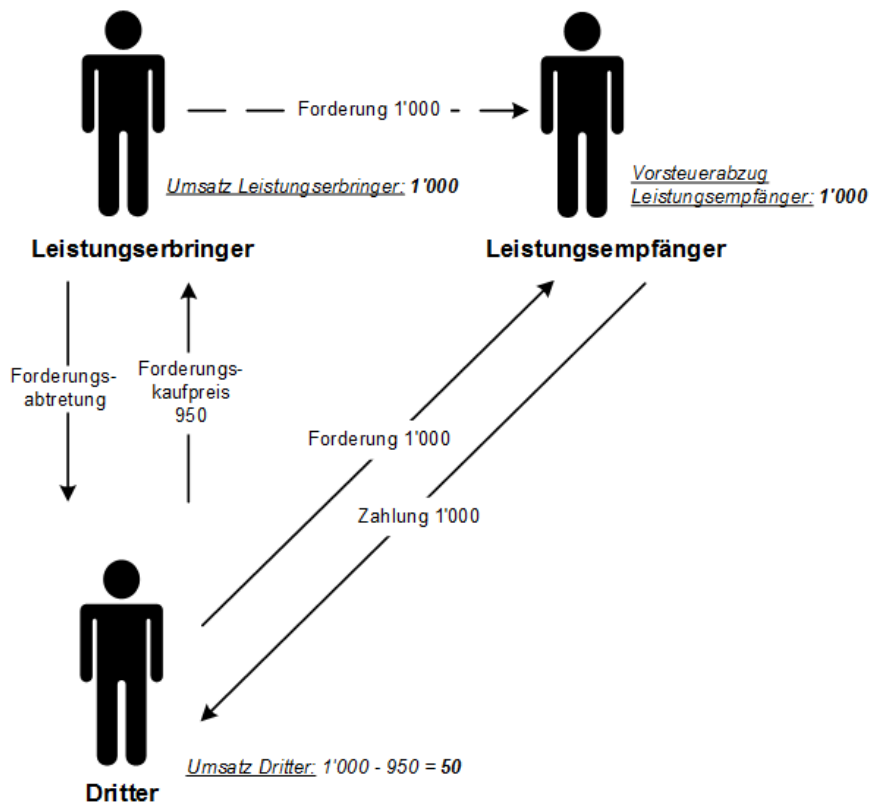 Forderung 1'000
Umsatz Leistungserbringer: 1'000
Vorsteuerabzug
Leistungsempfänger: 1'000
Leistungserbringer
Leistungsempfänger
Forderungs-
abtretung
Forderungs-
kaufpreis
950
Forderung 1'000
Zahlung 1'000
Umsatz Dritter: 1'000 - 950 = 50
Dritter